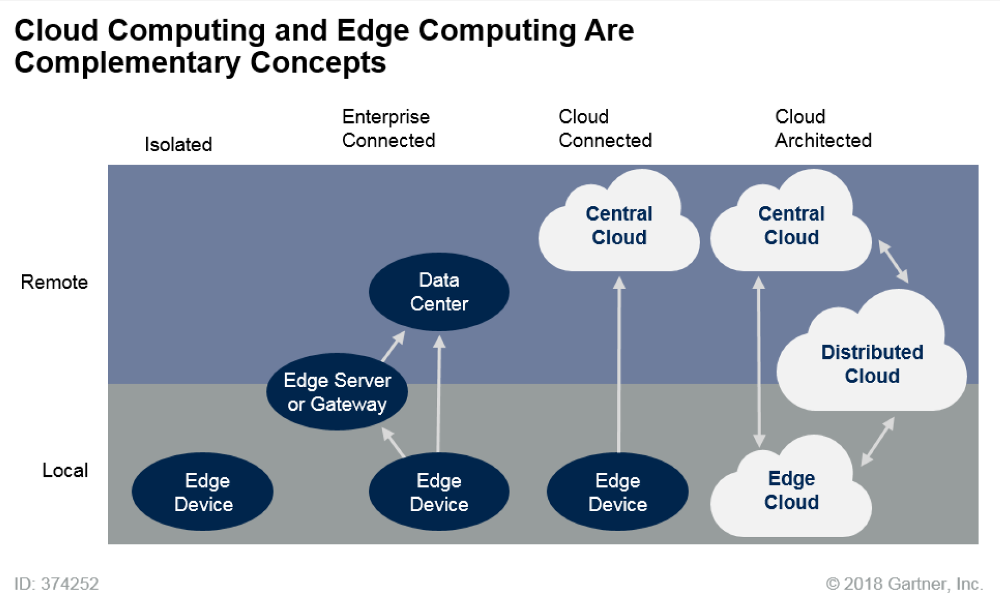 Cloud Computing and Edge Computing Are
Complementary Concepts
Isolated
Enterprise
Connected
Cloud
Connected
Cloud
Architected
Remote
Local
Edge
Device
Data
Center
Edge Server
or Gateway
Edge
Device
Central
Cloud
Edge
Device
Central
Cloud
Distributed
Cloud
Edge
Cloud
ID: 374252
© 2018 Gartner, Inc.